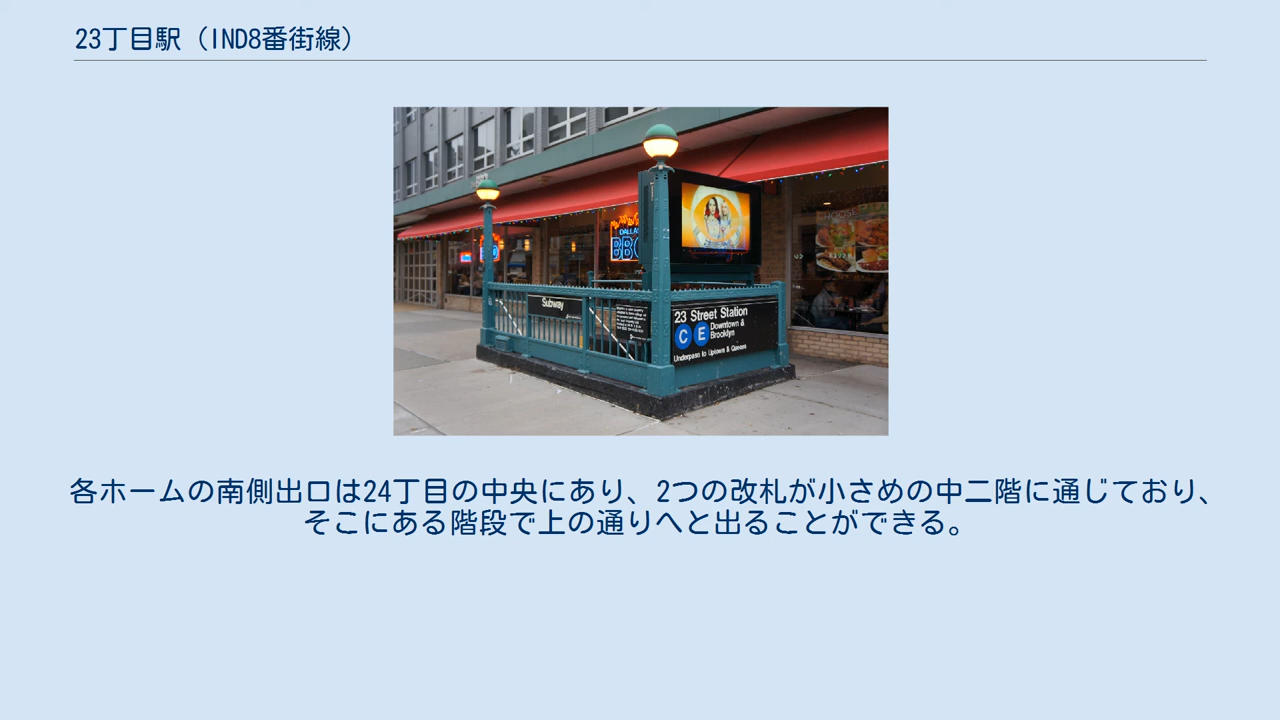 23丁目駅（IND8番街線）
DALLAS
BBQ
CHOOSE
Subway
23 Street Station
C E Downtown &
Brooklyn
Underpass to Uptown & Queens
各ホームの南側出口は24丁目の中央にあり、2つの改札が小さめの中二階に通じており、
そこにある階段で上の通りへと出ることができる。